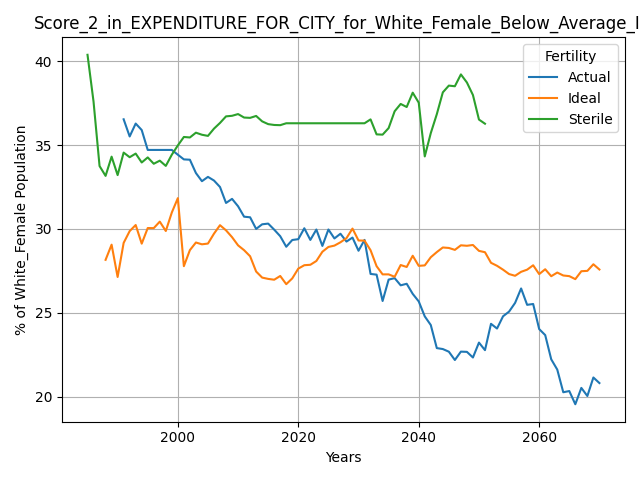 Score_2_in_EXPENDITURE_FOR_CITY_for_White_Female_Below_Average_I
Fertility
Actual
Ideal
Sterile
% of White_Female Population
40
35
30
25
20
2000
2020
2040
2060
Years